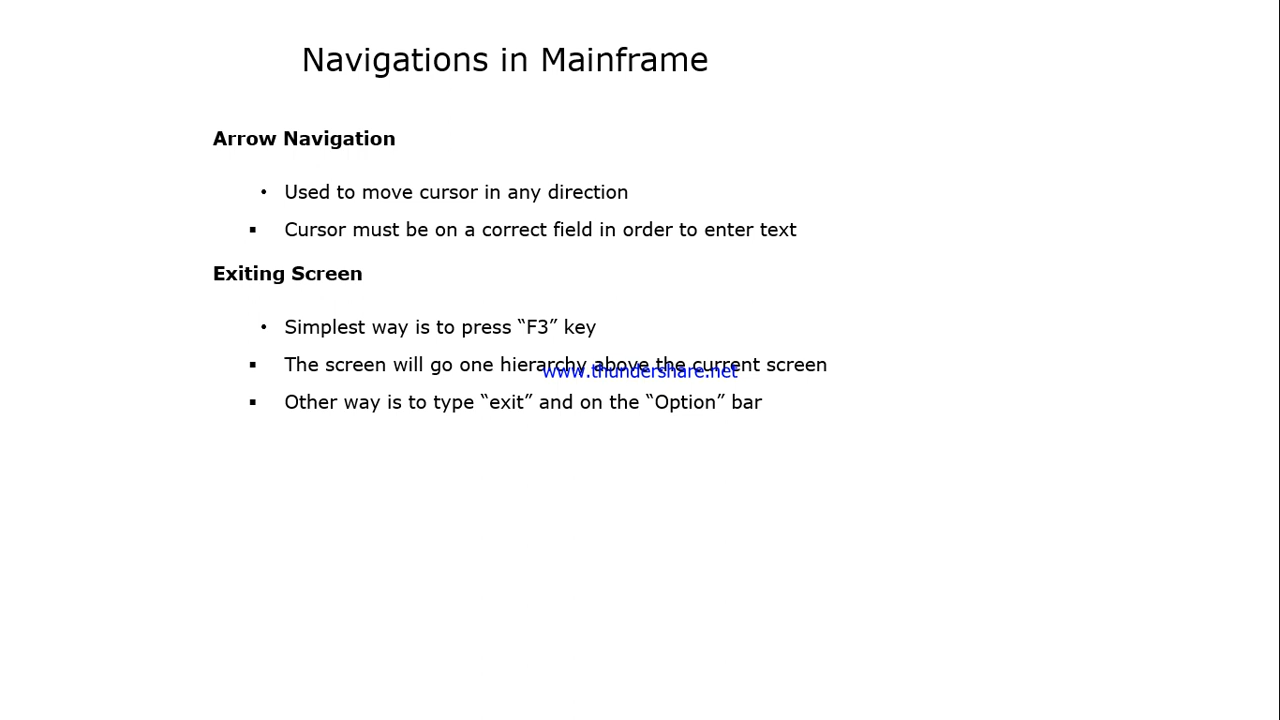 Navigations in Mainframe
Arrow Navigation
• Used to move cursor in any direction
▪ Cursor must be on a correct field in order to enter text
Exiting Screen
• Simplest way is to press “F3” key
▪ The screen will go one hierarchy above the current screen
www.thundershare.net
▪ Other way is to type “exit” and on the “Option” bar